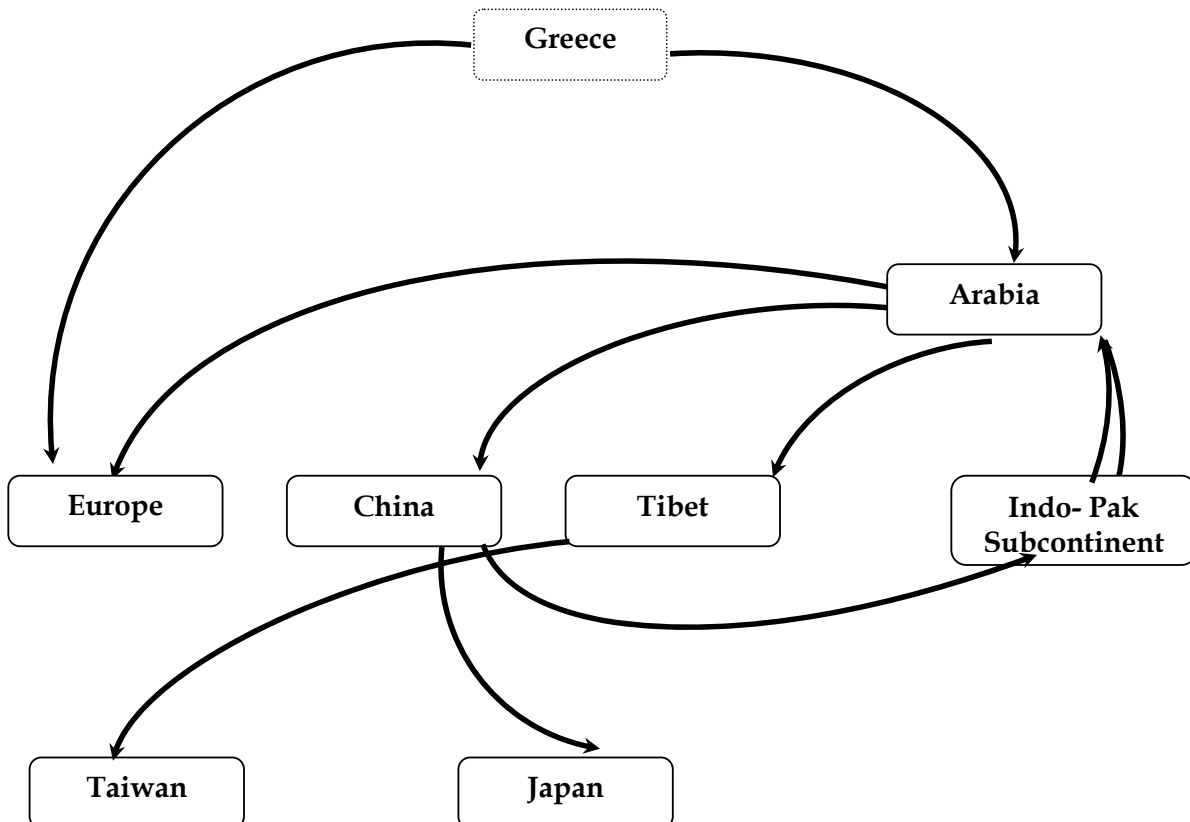 Greece
Arabia
Europe
China
Tibet
Indo- Pak
Subcontinent
Taiwan
Japan